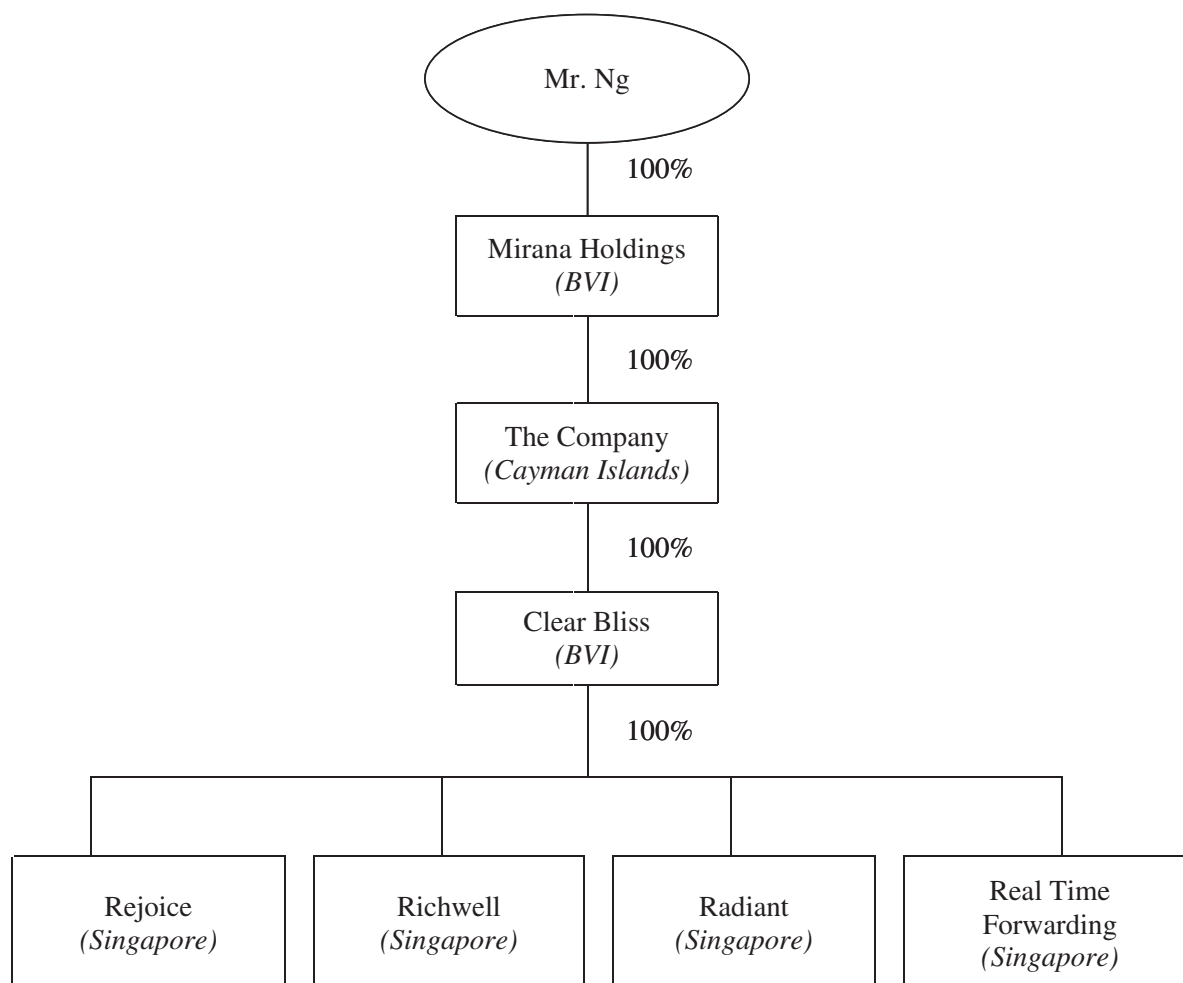 Mr. Ng
100%
Mirana Holdings
(BVI)
100%
The Company
(Cayman Islands)
100%
Clear Bliss
(BVI)
100%
Rejoice
(Singapore)
Richwell
(Singapore)
Radiant
(Singapore)
Real Time
Forwarding
(Singapore)